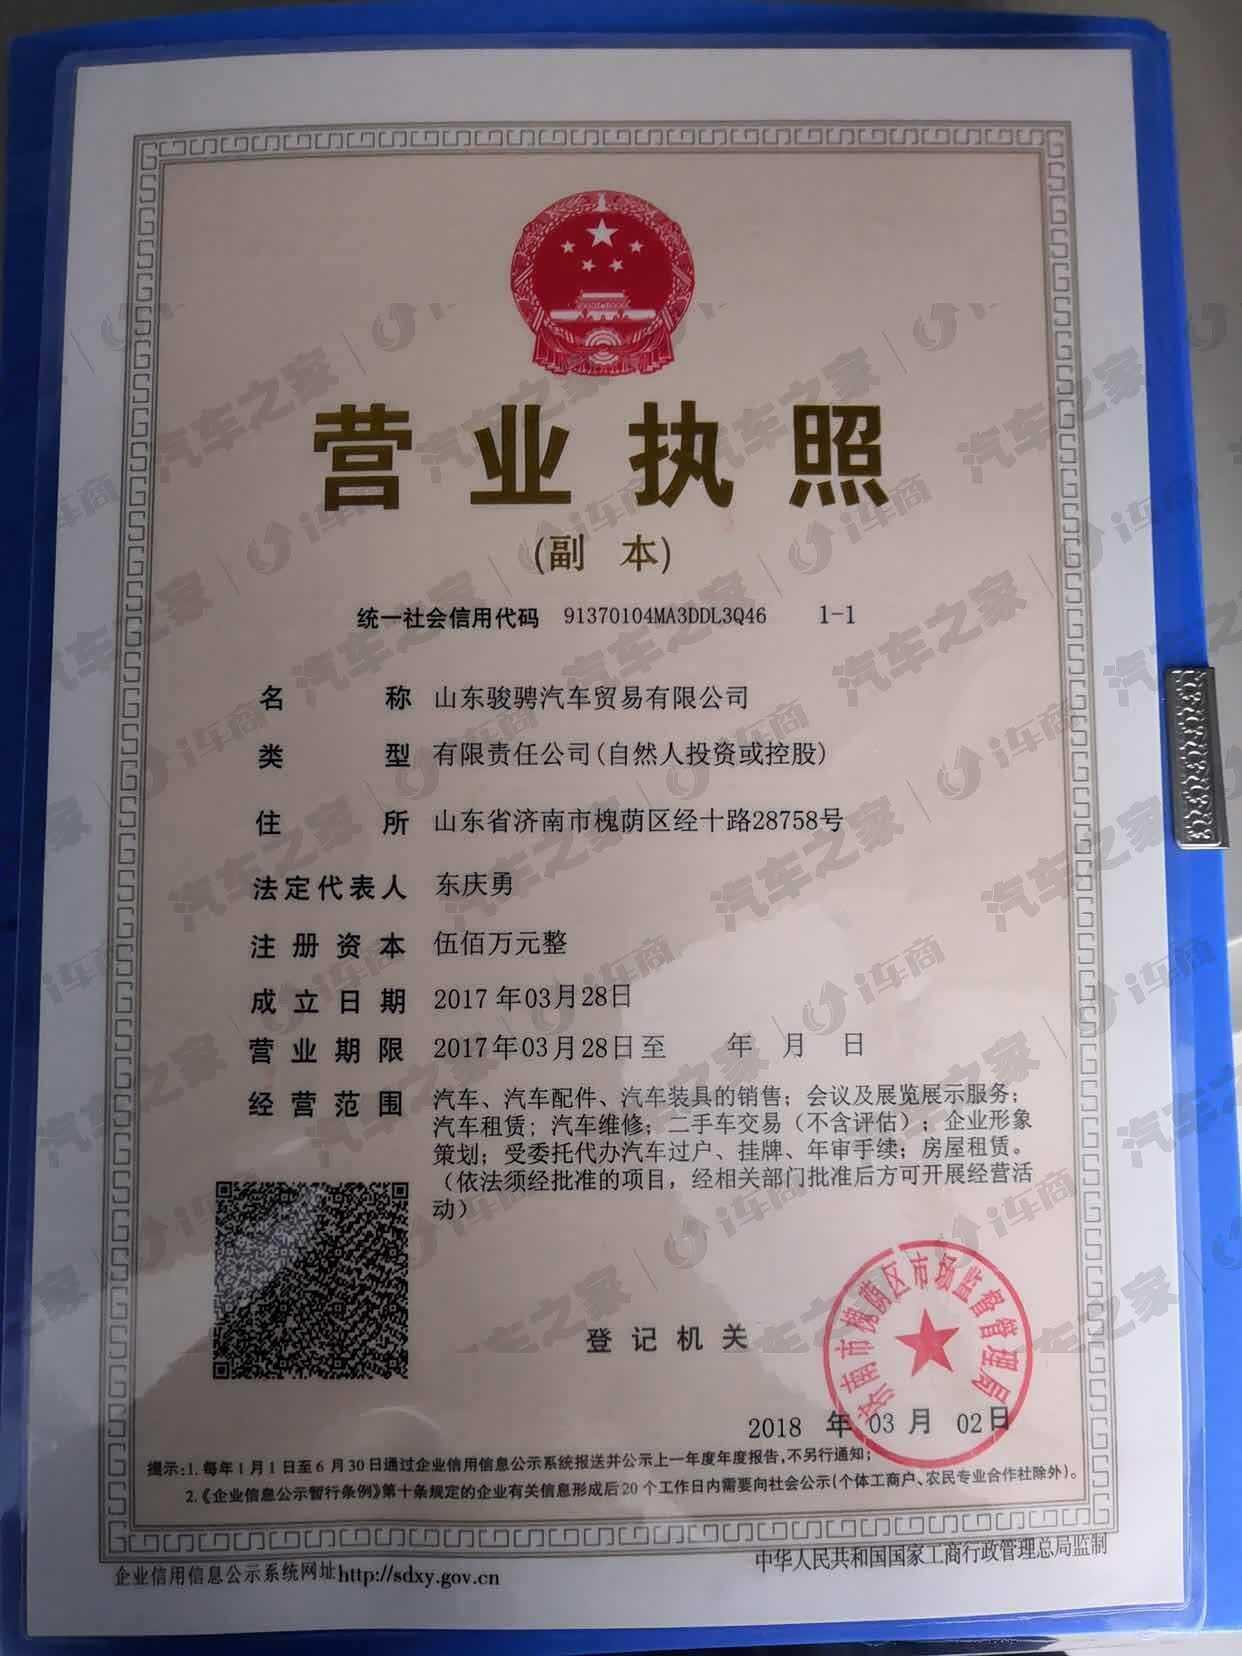 营业执照
(副 本)
统一社会信用代码 91370104MA3DDL3Q46 1-1
名称 山东骏骋汽车贸易有限公司
类型 有限责任公司(自然人投资或控股)
住所 山东省济南市槐荫区经十路28758号
法定代表人 东庆勇
注册资本 伍佰万元整
成立日期 2017年03月28日
营业期限 2017年03月28日至 年 月 日
经营范围 汽车、汽车配件、汽车装具的销售；会议及展览展示服务；
汽车租赁；汽车维修；二手车交易（不含评估）；企业形象
策划；受委托代办汽车过户、挂牌、年审手续；房屋租赁。
（依法须经批准的项目，经相关部门批准后方可开展经营活
动）
登记机关
济南市槐荫区市场监督管理局
2018 年 03 月 02日
提示:1.每年1月1日至6月30日通过企业信用信息公示系统报送并公示上一年度年度报告,不另行通知;
2.《企业信息公示暂行条例》第十条规定的企业有关信息形成后20个工作日内需要向社会公示(个体工商户、农民专业合作社除外)。
企业信用信息公示系统网址http://sdxy.gov.cn
中华人民共和国国家工商行政管理总局监制
汽车之家 | i车商